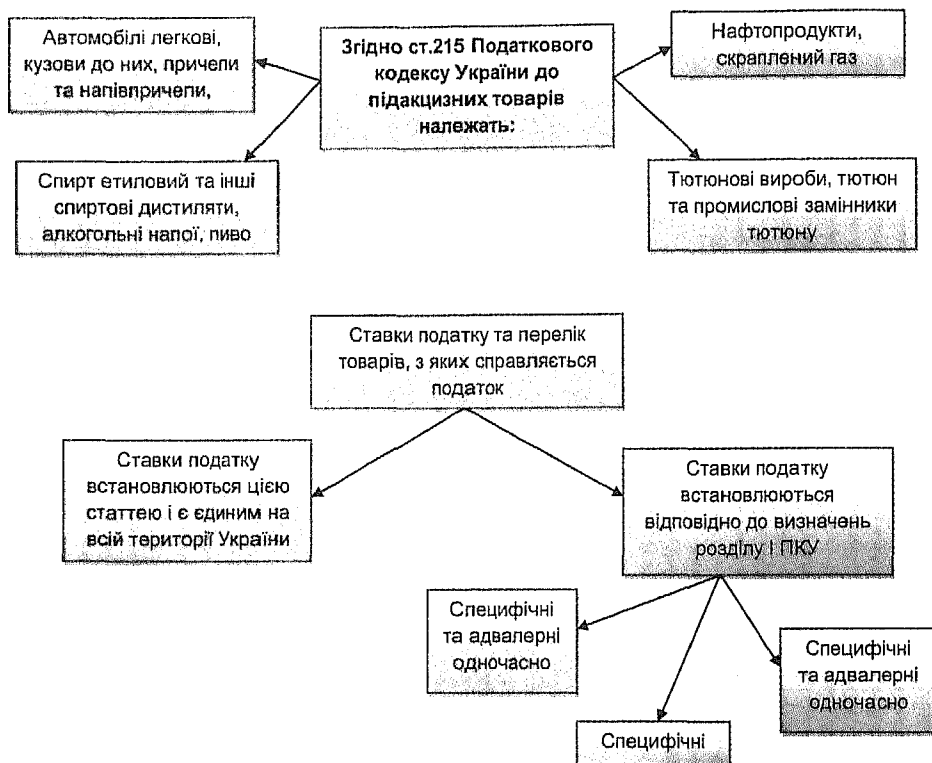 Автомобілі легкові,
кузови до них, причепи
та напівпричепи,
Згідно ст.215 Податкового
кодексу України до
підакцизних товарів
належать:
Нафтопродукти,
скраплений газ
Спирт етиловий та інші
спиртові дистиляти,
алкогольні напої, пиво
Тютюнові вироби, тютюн
та промислові замінники
тютюну
Ставки податку та перелік
товарів, з яких справляється
податок
Ставки податку
встановлюються цією
статтею і є єдиним на
всій території України
Ставки податку
встановлюються
відповідно до визначень
розділу І ПКУ
Специфічні
та адвалерні
одночасно
Специфічні
Специфічні
та адвалерні
одночасно